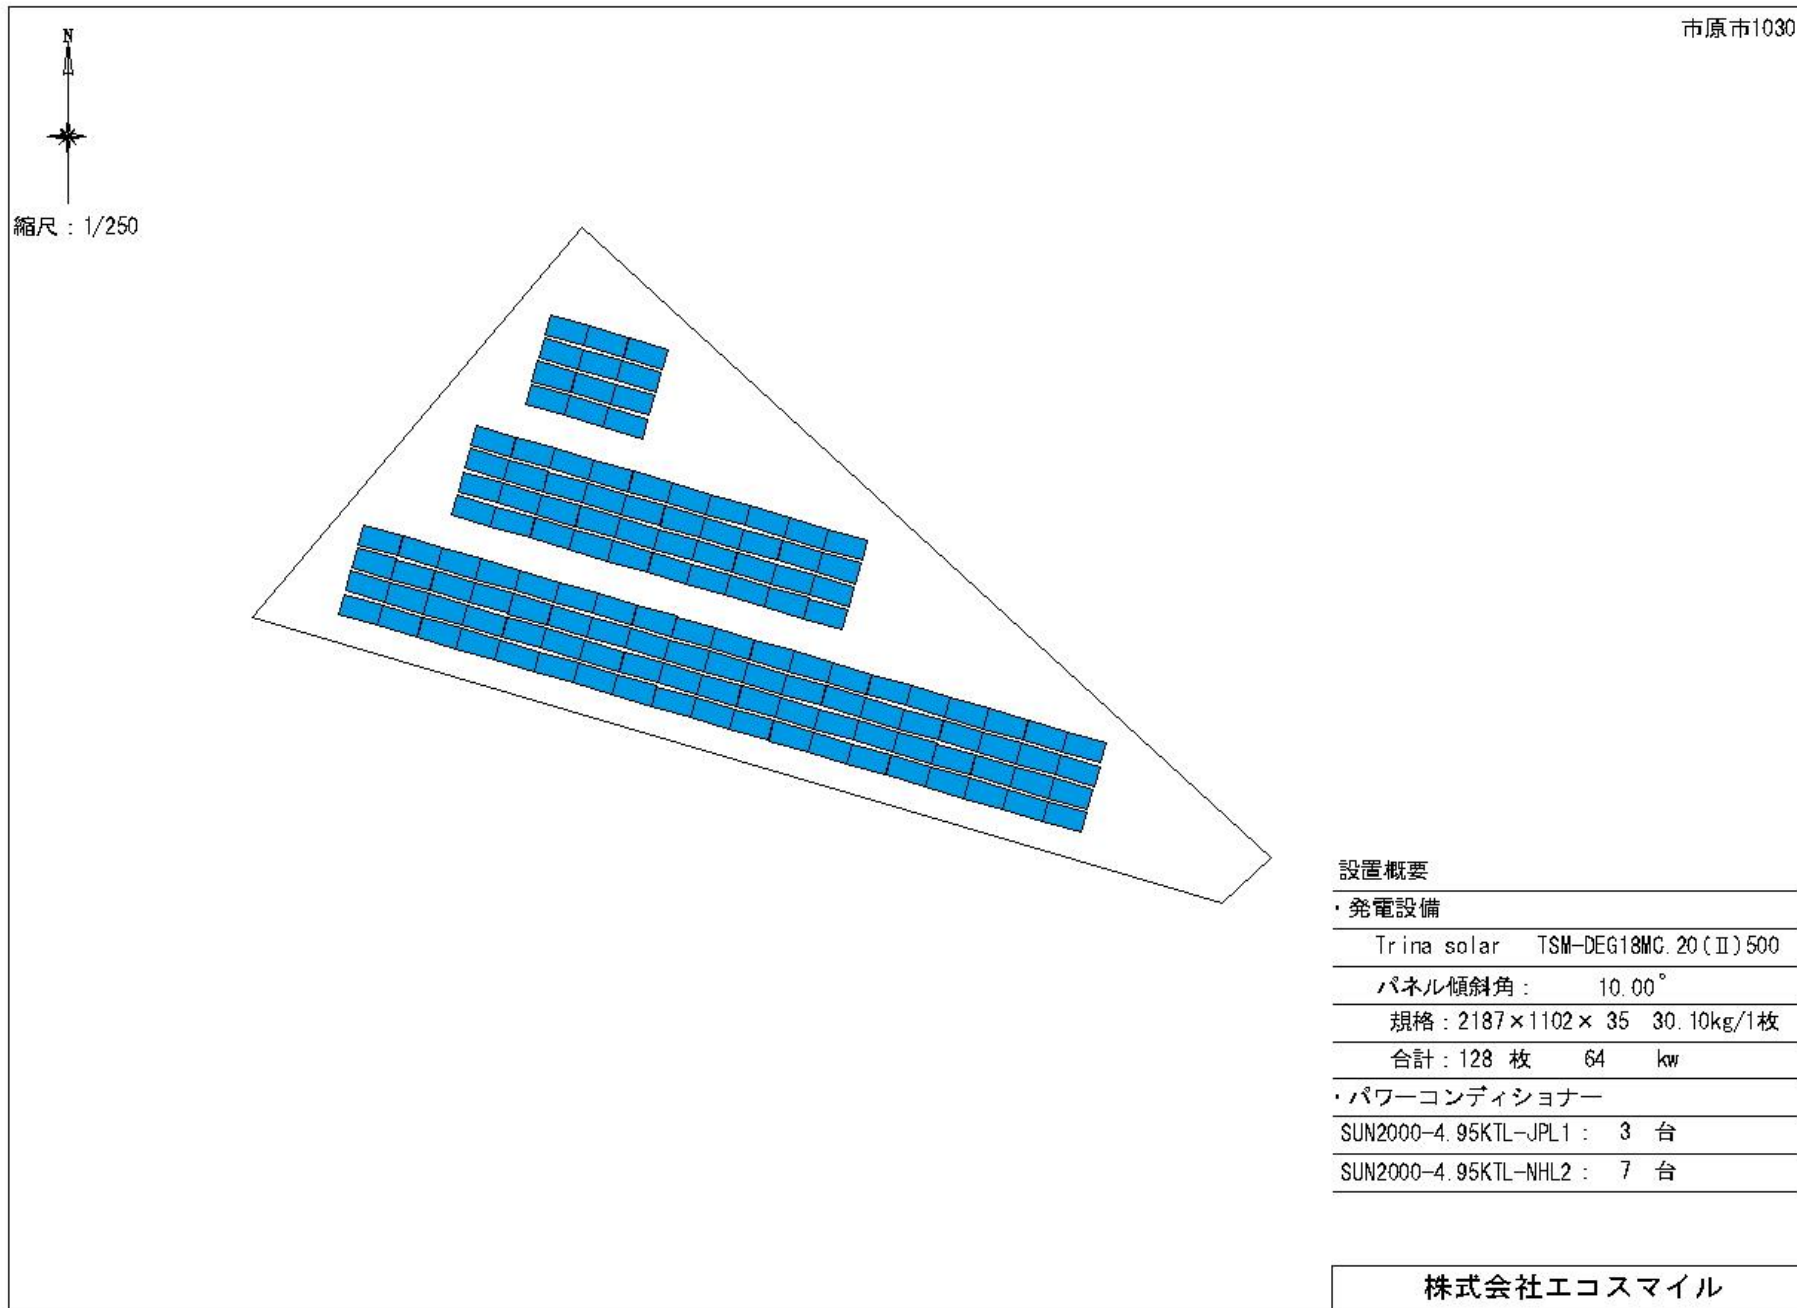 市原市1030
N
縮尺：1/250
設置概要
・発電設備
Trina solar TSM-DEG18MC.20(Ⅱ)500
パネル傾斜角： 10.00°
規格：2187×1102× 35 30.10kg/1枚
合計：128 枚 64 kw
・パワーコンディショナー
SUN2000-4.95KTL-JPL1： 3 台
SUN2000-4.95KTL-NHL2： 7 台
株式会社エコスマイル